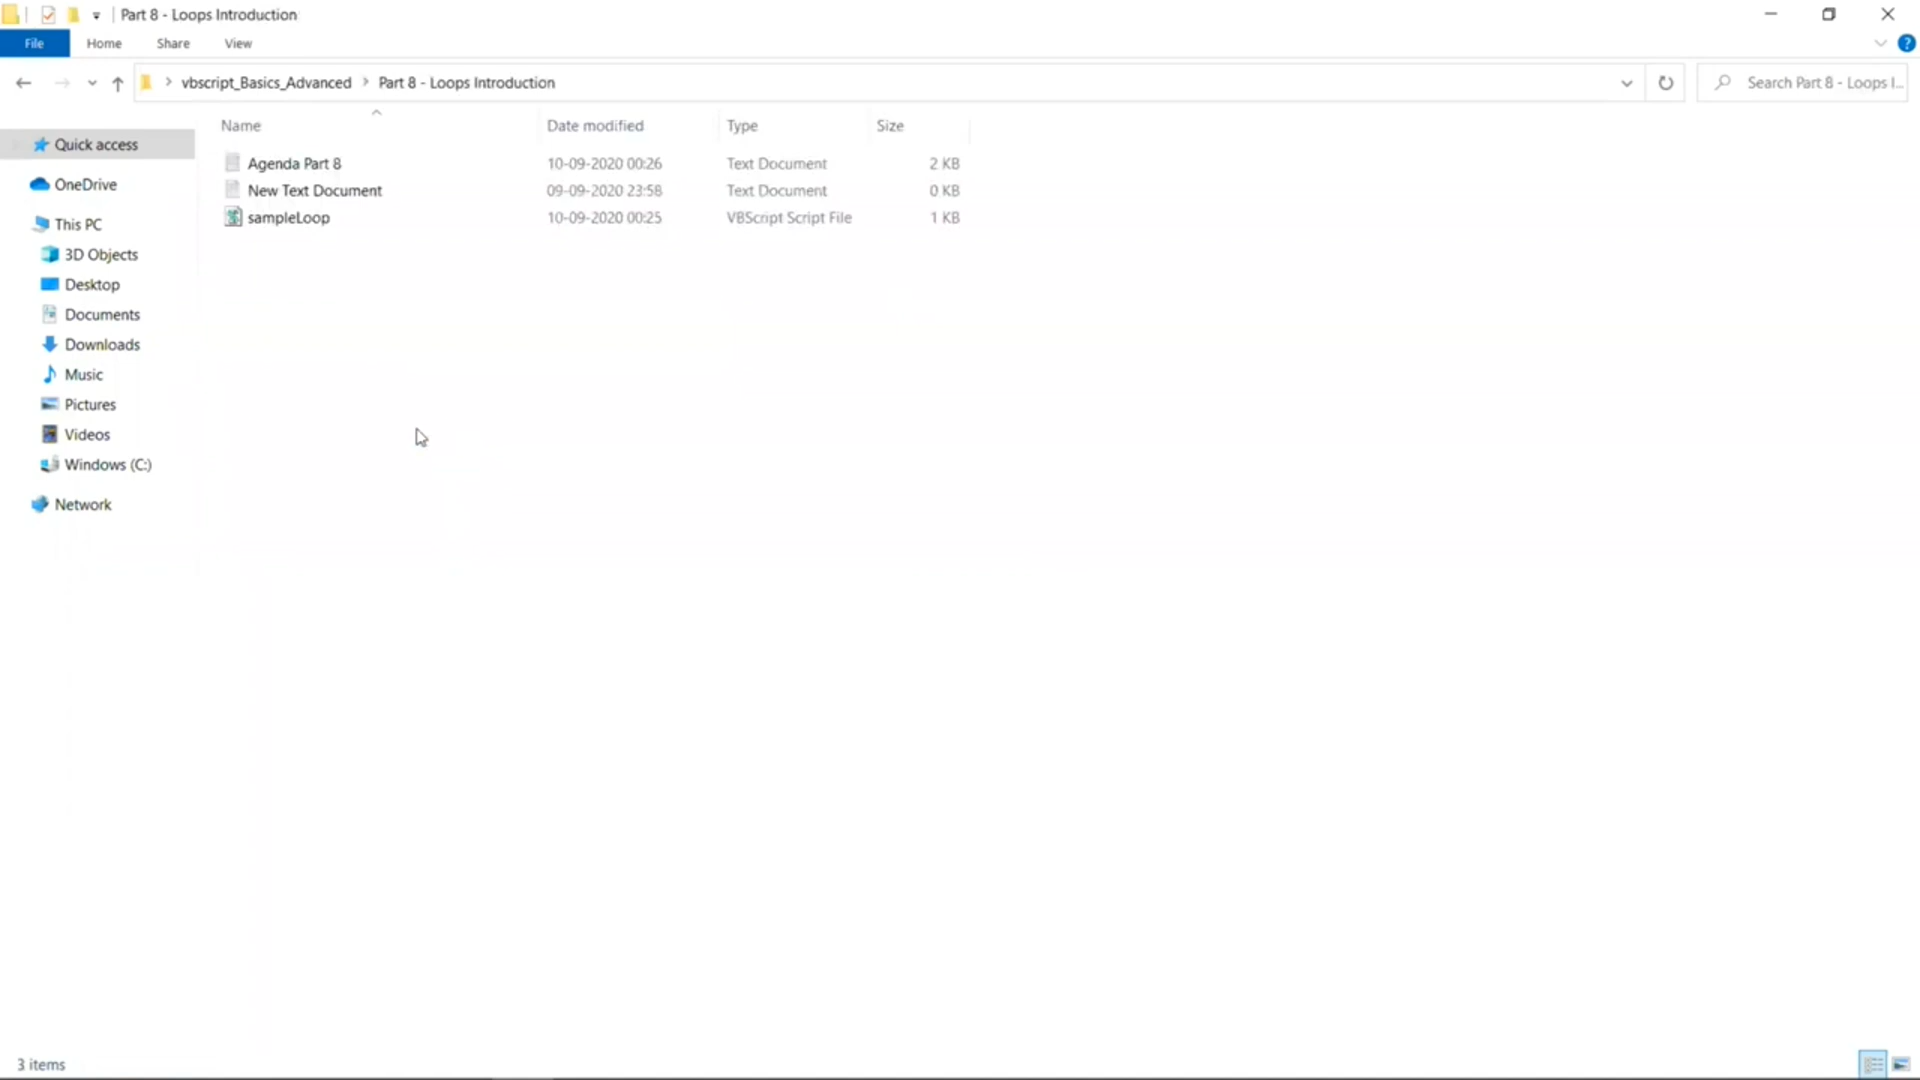 Part 8 - Loops Introduction
File Home Share View
vbscript_Basics_Advanced Part 8 - Loops Introduction Search Part 8 - Loops I...
Name Date modified Type Size
Quick access
OneDrive
This PC
3D Objects
Desktop
Documents
Downloads
Music
Pictures
Videos
Windows (C:)
Network
Agenda Part 8 10-09-2020 00:26 Text Document 2 KB
New Text Document 09-09-2020 23:58 Text Document 0 KB
sampleLoop 10-09-2020 00:25 VBScript Script File 1 KB
3 items